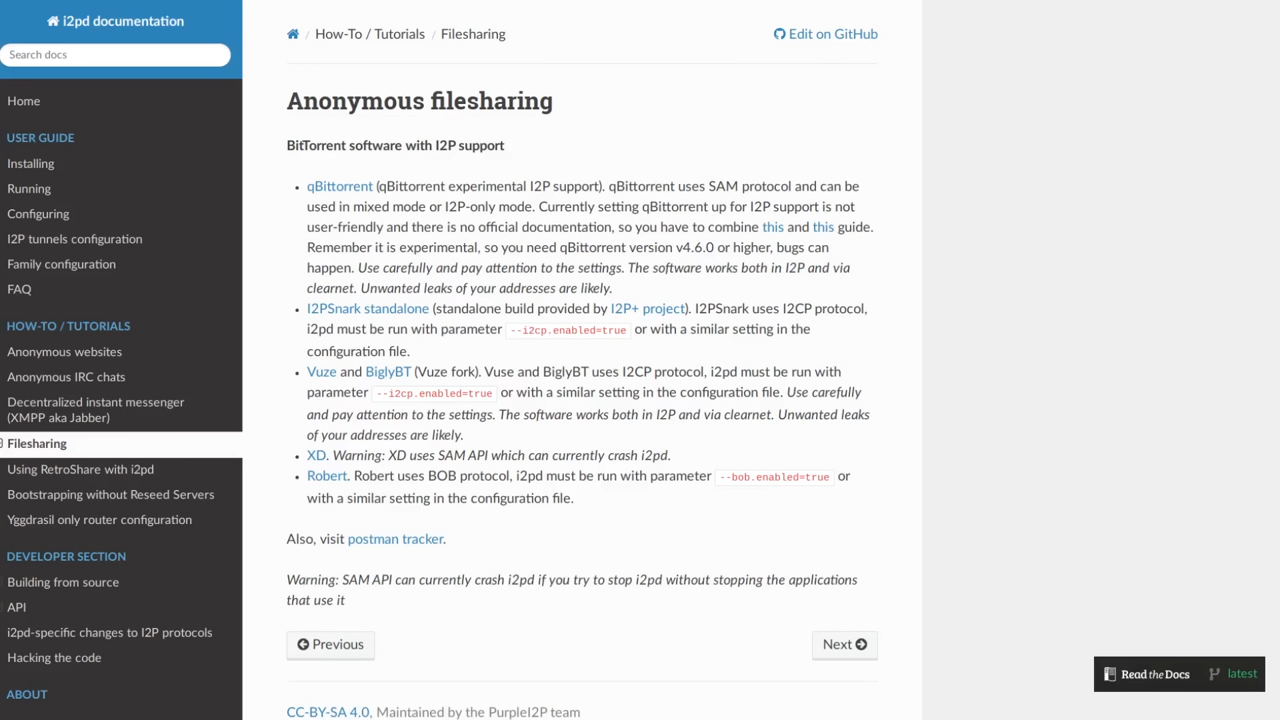 i2pd documentation
Search docs
Home
USER GUIDE
Installing
Running
Configuring
I2P tunnels configuration
Family configuration
FAQ
HOW-TO / TUTORIALS
Anonymous websites
Anonymous IRC chats
Decentralized instant messenger
(XMPP aka Jabber)
Filesharing
Using RetroShare with i2pd
Bootstrapping without Reseed Servers
Yggdrasil only router configuration
DEVELOPER SECTION
Building from source
API
i2pd-specific changes to I2P protocols
Hacking the code
ABOUT
/ How-To / Tutorials / Filesharing
Edit on GitHub
Anonymous filesharing
BitTorrent software with I2P support
• qBittorrent (qBittorrent experimental I2P support). qBittorrent uses SAM protocol and can be
used in mixed mode or I2P-only mode. Currently setting qBittorrent up for I2P support is not
user-friendly and there is no official documentation, so you have to combine this and this guide.
Remember it is experimental, so you need qBittorrent version v4.6.0 or higher, bugs can
happen. Use carefully and pay attention to the settings. The software works both in I2P and via
clearnet. Unwanted leaks of your addresses are likely.
• I2PSnark standalone (standalone build provided by I2P+ project). I2PSnark uses I2CP protocol,
i2pd must be run with parameter --i2cp.enabled=true or with a similar setting in the
configuration file.
• Vuze and BiglyBT (Vuze fork). Vuse and BiglyBT uses I2CP protocol, i2pd must be run with
parameter --i2cp.enabled=true or with a similar setting in the configuration file. Use carefully
and pay attention to the settings. The software works both in I2P and via clearnet. Unwanted leaks
of your addresses are likely.
• XD. Warning: XD uses SAM API which can currently crash i2pd.
• Robert. Robert uses BOB protocol, i2pd must be run with parameter --bob.enabled=true or
with a similar setting in the configuration file.
Also, visit postman tracker.
Warning: SAM API can currently crash i2pd if you try to stop i2pd without stopping the applications
that use it
Previous
Next
CC-BY-SA 4.0, Maintained by the PurpleI2P team
Read the Docs
latest